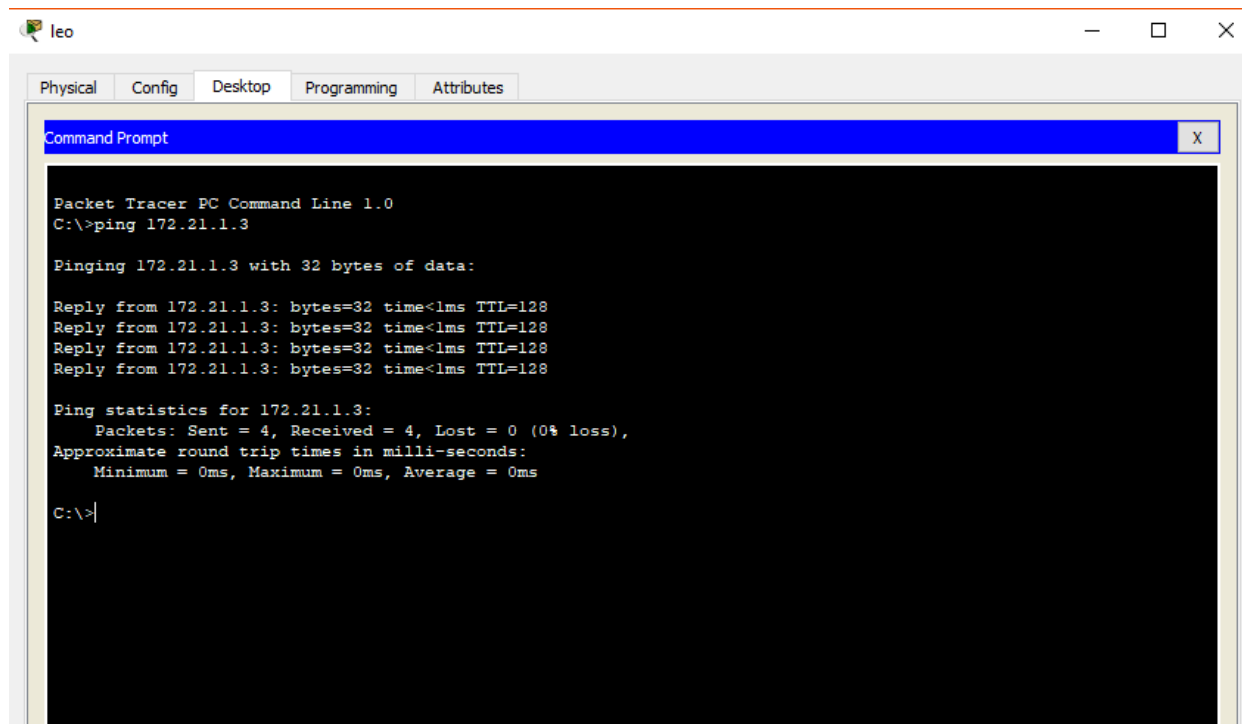 leo
Physical Config Desktop Programming Attributes
Command Prompt X
Packet Tracer PC Command Line 1.0
C:\>ping 172.21.1.3
Pinging 172.21.1.3 with 32 bytes of data:
Reply from 172.21.1.3: bytes=32 time<1ms TTL=128
Reply from 172.21.1.3: bytes=32 time<1ms TTL=128
Reply from 172.21.1.3: bytes=32 time<1ms TTL=128
Reply from 172.21.1.3: bytes=32 time<1ms TTL=128
Ping statistics for 172.21.1.3:
Packets: Sent = 4, Received = 4, Lost = 0 (0% loss),
Approximate round trip times in milli-seconds:
Minimum = 0ms, Maximum = 0ms, Average = 0ms
C:\>